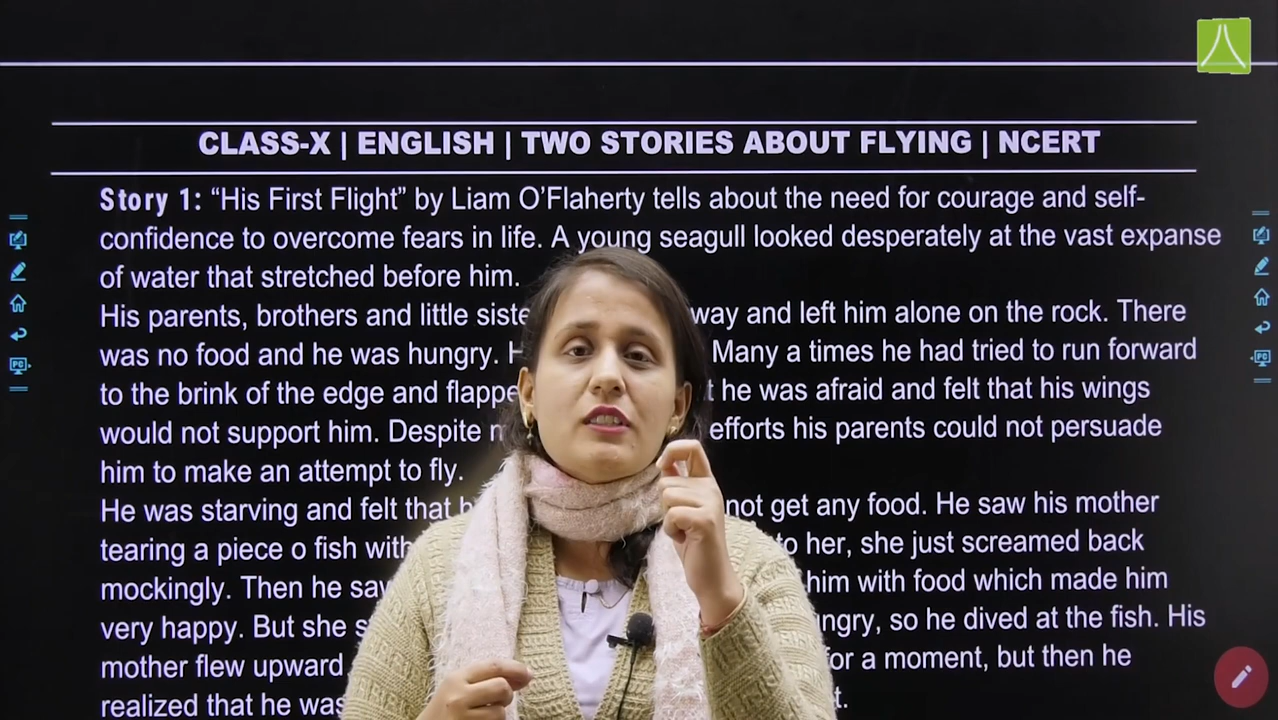 CLASS-X | ENGLISH | TWO STORIES ABOUT FLYING | NCERT
Story 1: “His First Flight” by Liam O’Flaherty tells about the need for courage and self-
confidence to overcome fears in life. A young seagull looked desperately at the vast expanse
of water that stretched before him.
His parents, brothers and little way and left him alone on the rock. There
was no food and he was hungry. Many a times he had tried to run forward
to the brink of the edge and he was afraid and felt that his wings
would not support him. Despite efforts his parents could not persuade
him to make an attempt to fly.
He was starving and felt that not get any food. He saw his mother
tearing a piece o fish with to her, she just screamed back
mockingly. Then he saw him with food which made him
very happy. But she so he dived at the fish. His
mother flew upward for a moment, but then he
realized that he was
PC
PC